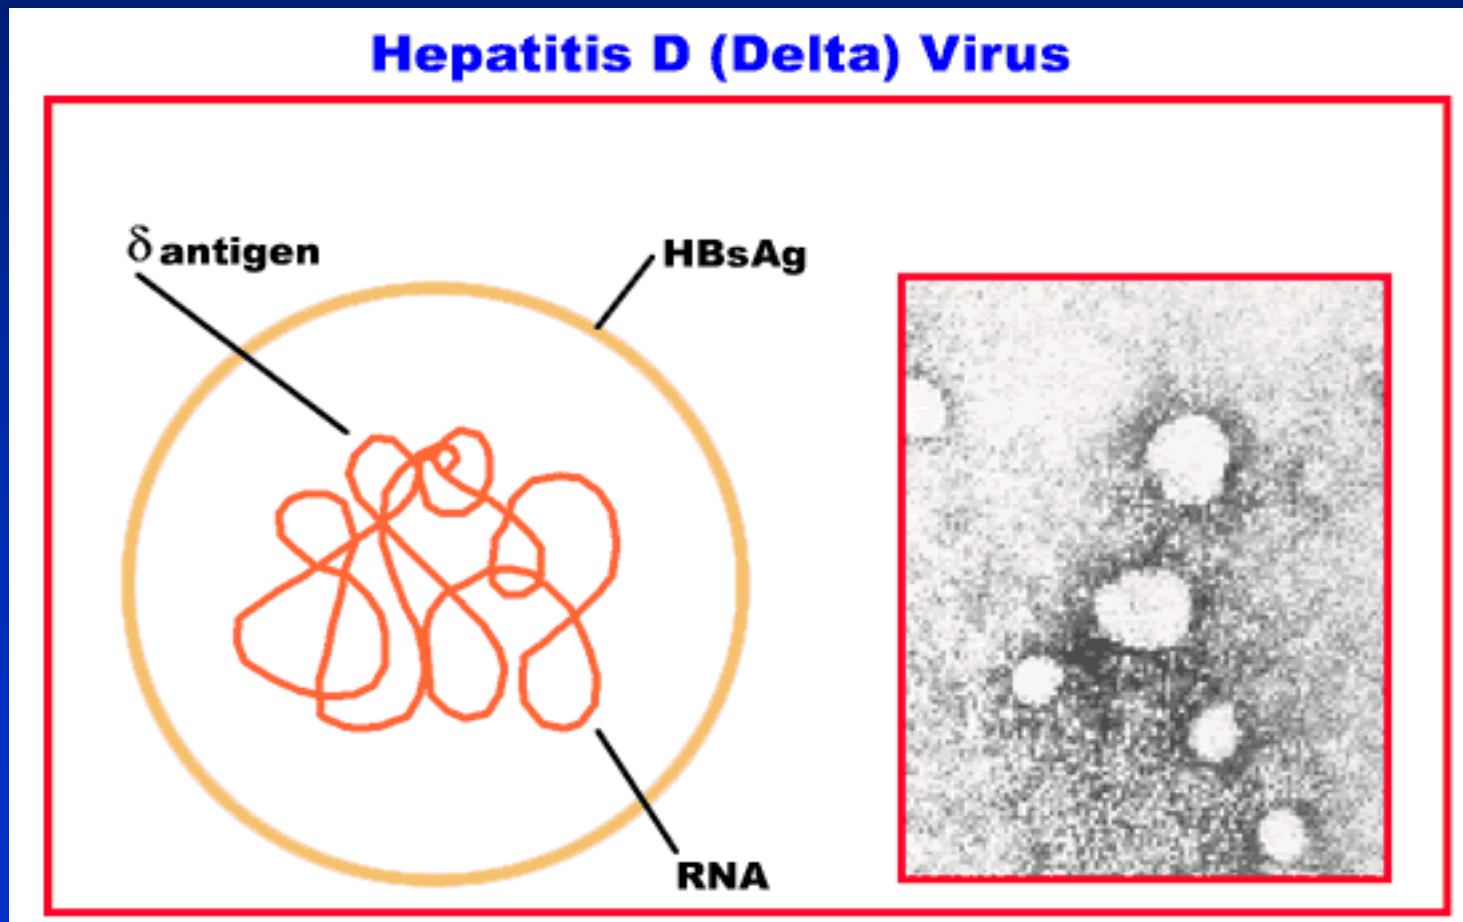 Hepatitis D (Delta) Virus
δ antigen
HBsAg
RNA